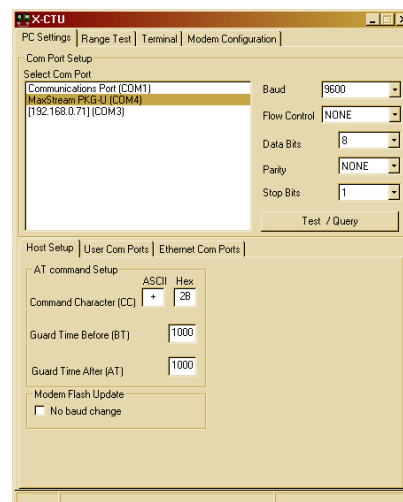 X-CTU
PC Settings Range Test Terminal Modem Configuration
Com Port Setup
Select Com Port
Communications Port (COM1)
MaxStream PKG-U (COM4)
[192.168.0.71] (COM3)
Baud 9600
Flow Control NONE
Data Bits 8
Parity NONE
Stop Bits 1
Test / Query
Host Setup User Com Ports Ethernet Com Ports
AT command Setup
ASCII Hex
Command Character (CC) + 2B
Guard Time Before (BT) 1000
Guard Time After (AT) 1000
Modem Flash Update
No baud change